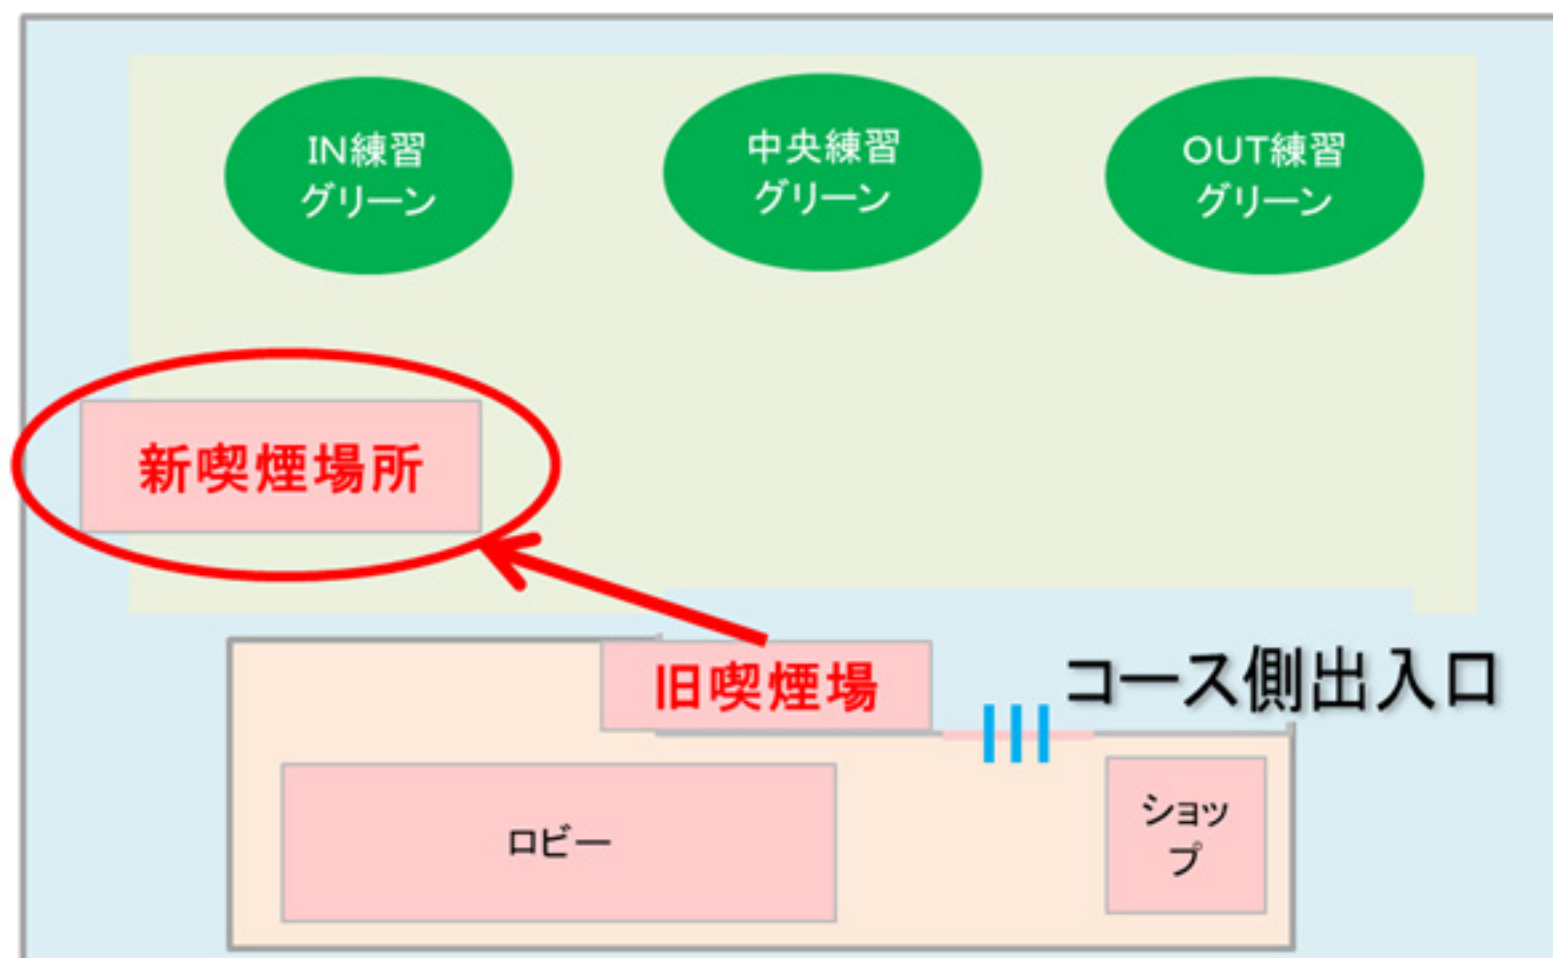 IN練習
グリーン
中央練習
グリーン
OUT練習
グリーン
新喫煙場所
旧喫煙場
コース側出入口
ロビー
ショッ
プ